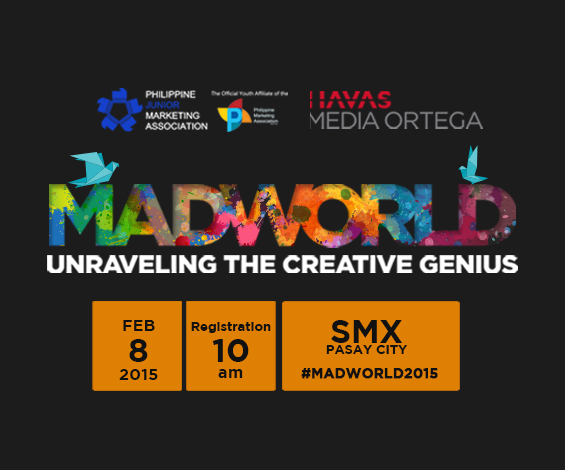 PHILIPPINE
JUNIOR
MARKETING
ASSOCIATION
The Official Youth Affiliate of the
P
Philippine
Marketing
Association
HAVAS
MEDIA ORTEGA
MADWORLD
UNRAVELING THE CREATIVE GENIUS
FEB
8
2015
Registration
10
am
SMX
PASAY CITY
#MADWORLD2015